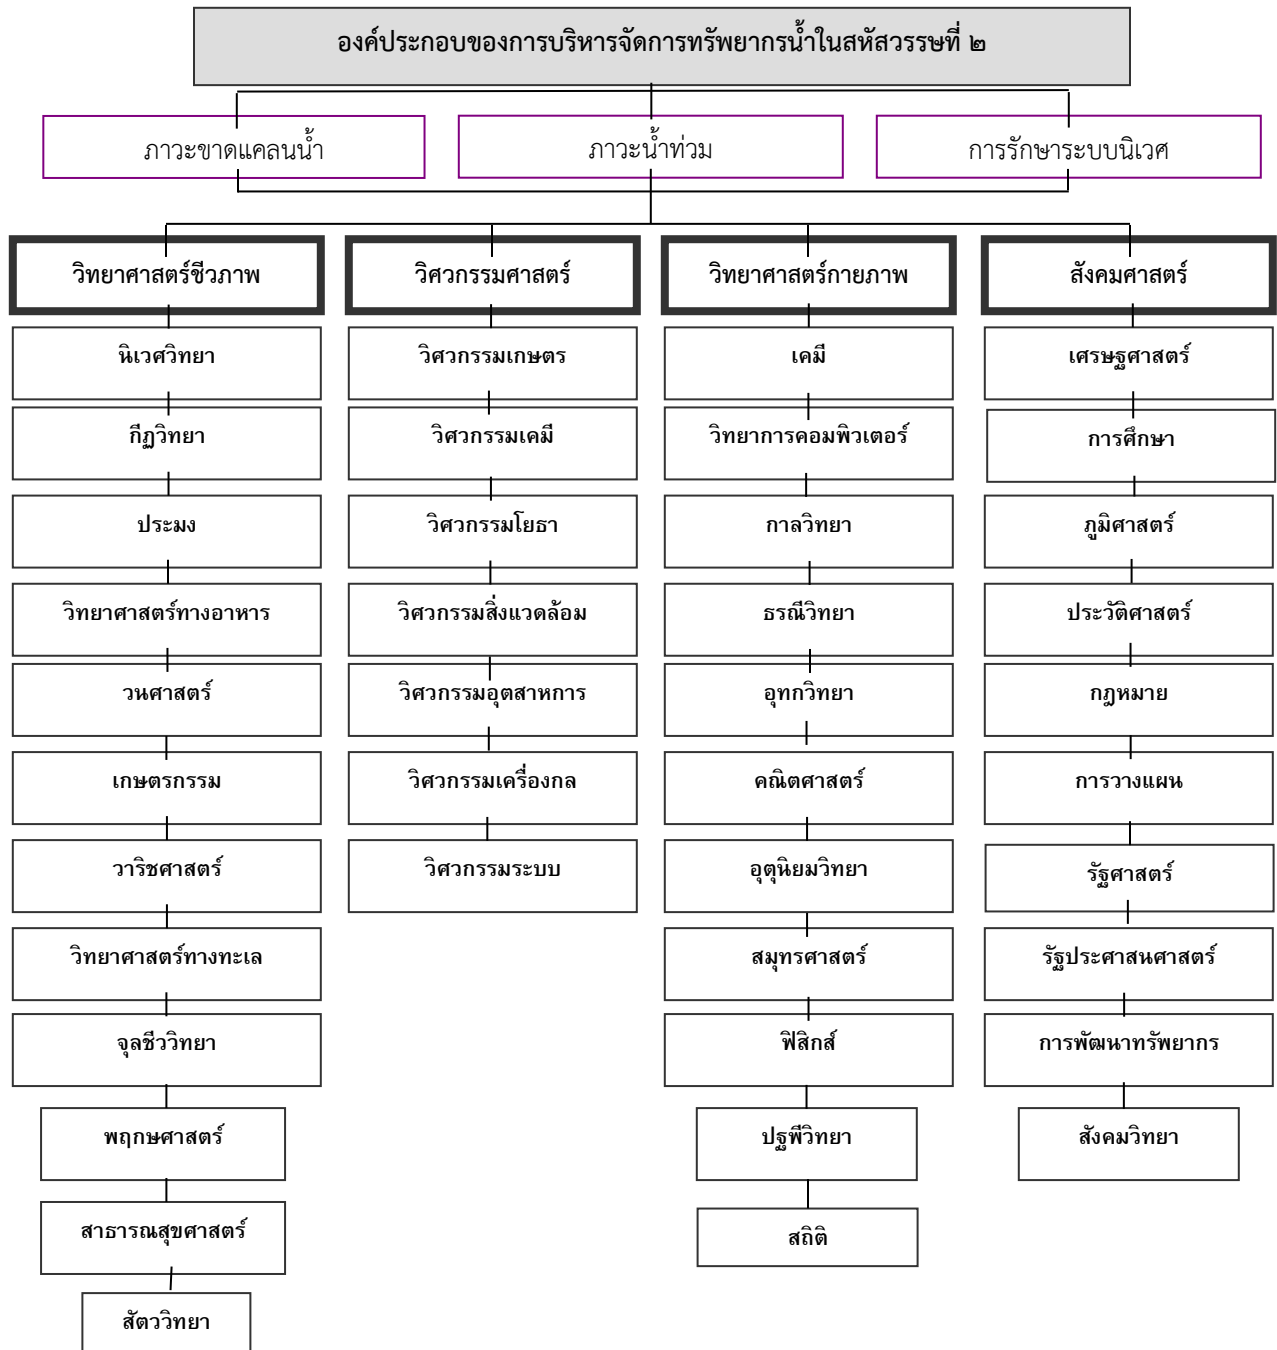 องค์ประกอบของการบริหารจัดการทรัพยากรน้ำในสหัสวรรษที่ ๒
ภาวะขาดแคลนน้ำ
ภาวะน้ำท่วม
การรักษาระบบนิเวศ
วิทยาศาสตร์ชีวภาพ
นิเวศวิทยา
กีฏวิทยา
ประมง
วิทยาศาสตร์ทางอาหาร
วนศาสตร์
เกษตรกรรม
วาริชศาสตร์
วิทยาศาสตร์ทางทะเล
จุลชีววิทยา
พฤกษศาสตร์
สาธารณสุขศาสตร์
สัตววิทยา
วิศวกรรมศาสตร์
วิศวกรรมเกษตร
วิศวกรรมเคมี
วิศวกรรมโยธา
วิศวกรรมสิ่งแวดล้อม
วิศวกรรมอุตสาหการ
วิศวกรรมเครื่องกล
วิศวกรรมระบบ
วิทยาศาสตร์กายภาพ
เคมี
วิทยาการคอมพิวเตอร์
กาลวิทยา
ธรณีวิทยา
อุทกวิทยา
คณิตศาสตร์
อุตุนิยมวิทยา
สมุทรศาสตร์
ฟิสิกส์
ปฐพีวิทยา
สถิติ
สังคมศาสตร์
เศรษฐศาสตร์
การศึกษา
ภูมิศาสตร์
ประวัติศาสตร์
กฎหมาย
การวางแผน
รัฐศาสตร์
รัฐประศาสนศาสตร์
การพัฒนาทรัพยากร
สังคมวิทยา